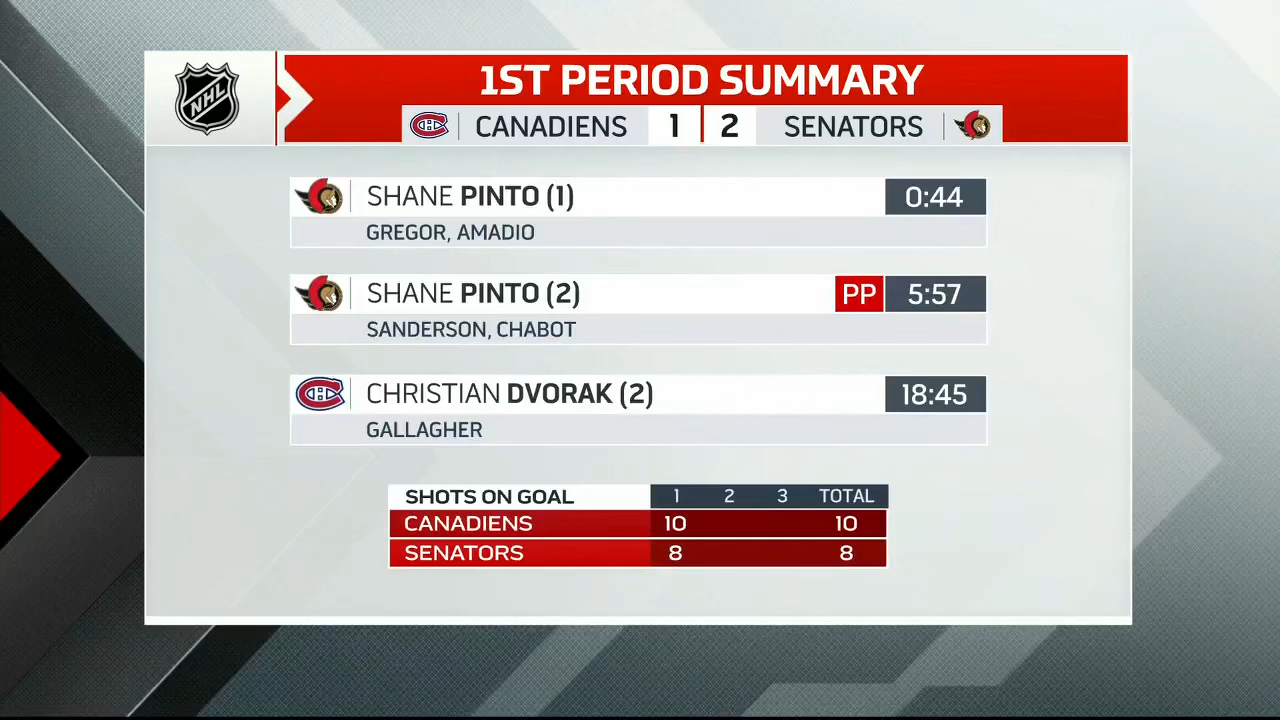 NHL
1ST PERIOD SUMMARY
CANADIENS 1 2 SENATORS
SHANE PINTO (1) 0:44
GREGOR, AMADIO
SHANE PINTO (2) PP 5:57
SANDERSON, CHABOT
CHRISTIAN DVORAK (2) 18:45
GALLAGHER
SHOTS ON GOAL 1 2 3 TOTAL
CANADIENS 10 10
SENATORS 8 8